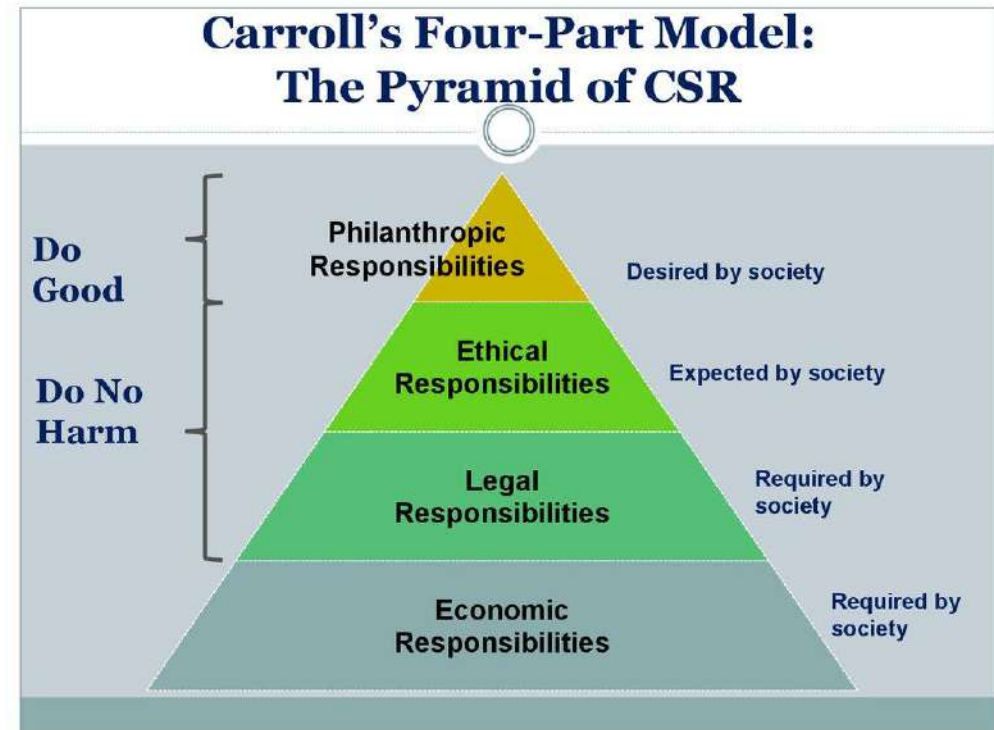 Carroll’s Four-Part Model:
The Pyramid of CSR
Do
Good
Philanthropic
Responsibilities
Desired by society
Do No
Harm
Ethical
Responsibilities
Expected by society
Legal
Responsibilities
Required by
society
Economic
Responsibilities
Required by
society